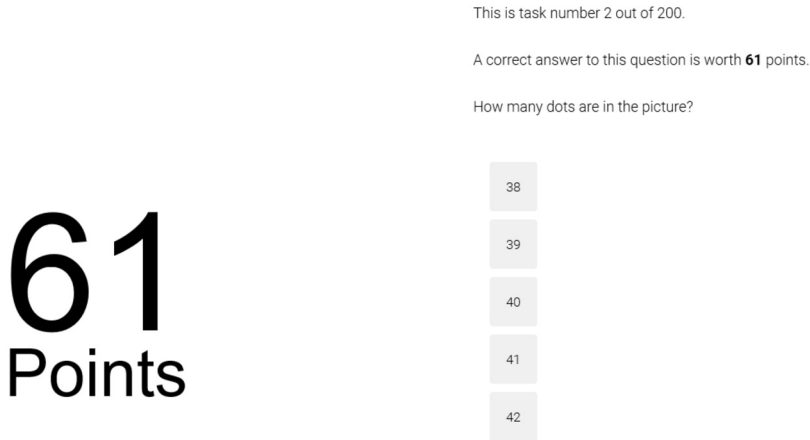 This is task number 2 out of 200.
A correct answer to this question is worth 61 points.
How many dots are in the picture?
38
39
40
41
42
61
Points